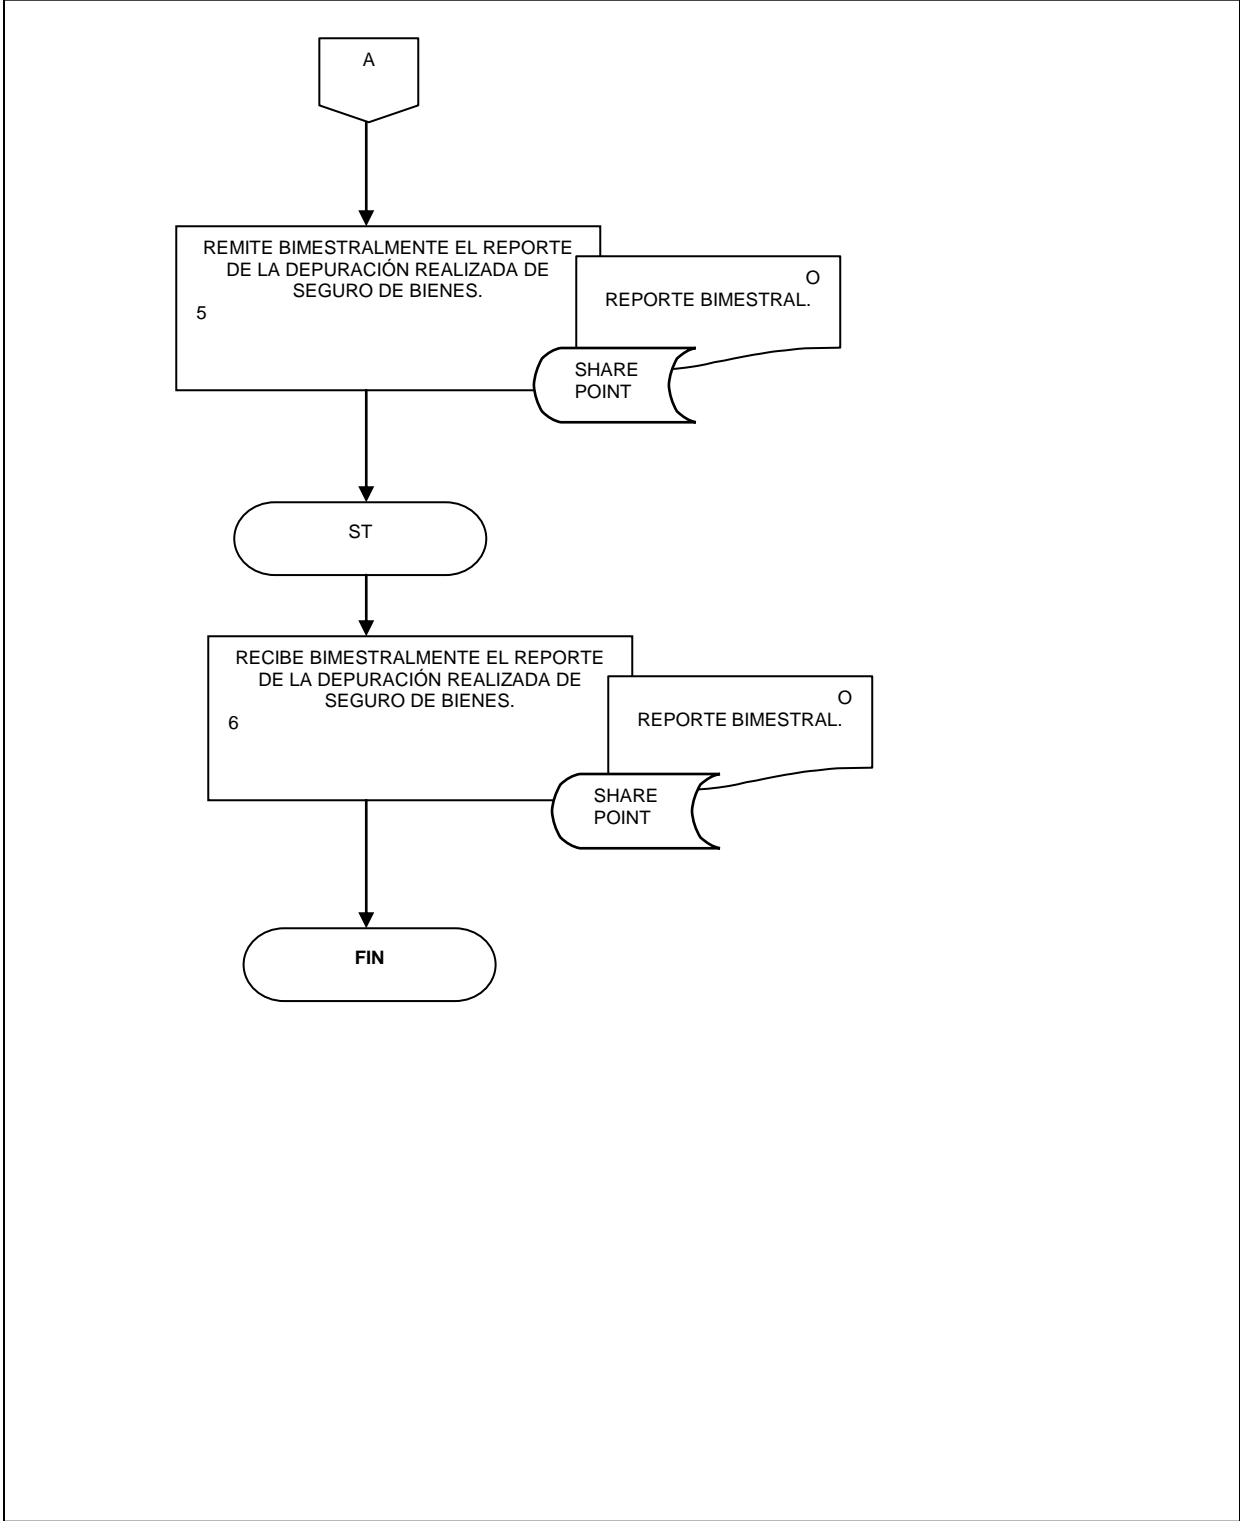 A
REMITE BIMESTRALMENTE EL REPORTE
DE LA DEPURACIÓN REALIZADA DE
SEGURO DE BIENES.
5
O
REPORTE BIMESTRAL.
SHARE
POINT
ST
RECIBE BIMESTRALMENTE EL REPORTE
DE LA DEPURACIÓN REALIZADA DE
SEGURO DE BIENES.
6
O
REPORTE BIMESTRAL.
SHARE
POINT
FIN